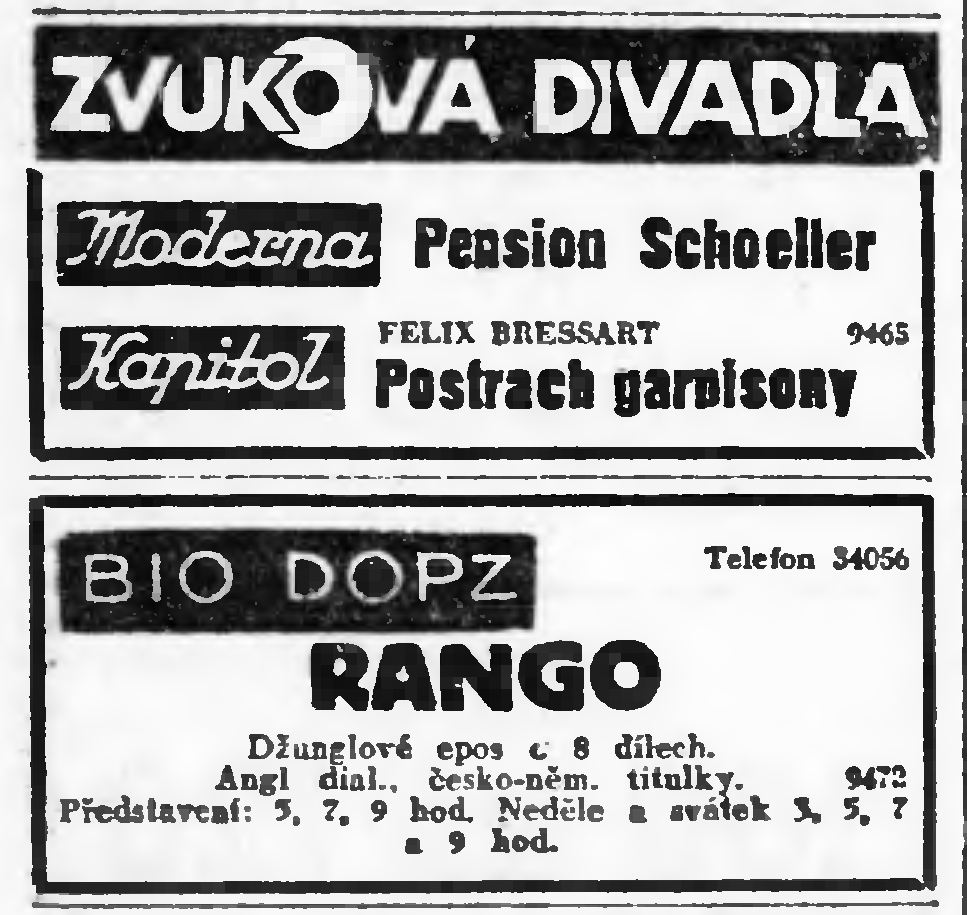 ZVUKOVÁ DIVADLA
Moderna Pension Schoeller
Kapitol FELIX BRESSART 9465
Postrach garnisony
BIO DOPZ Telefon 34056
RANGO
Džunglové epos o 8 dílech.
Angl dial., česko-něm. titulky. 9472
Představení: 5, 7, 9 hod. Neděle a svátek 3, 5, 7
a 9 hod.